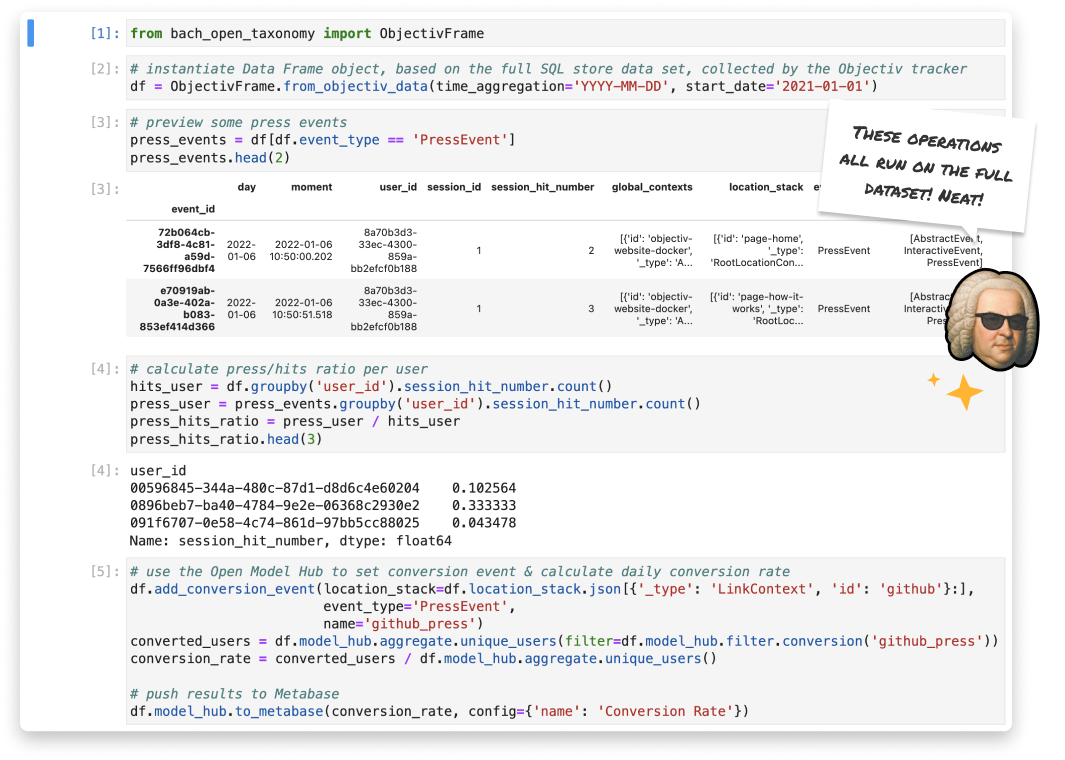 [1]: from bach_open_taxonomy import ObjectivFrame
[2]: # instantiate Data Frame object, based on the full SQL store data set, collected by the Objectiv tracker
df = ObjectivFrame.from_objectiv_data(time_aggregation='YYYY-MM-DD', start_date='2021-01-01')
[3]: # preview some press events
press_events = df[df.event_type == 'PressEvent']
press_events.head(2)
These operations
all run on the full
dataset! Neat!
[3]: day moment user_id session_id session_hit_number global_contexts location_stack
event_id
72b064cb-
3df8-4c81-
a59d-
7566ff96dbf4
2022-
01-06
2022-01-06
10:50:00.202
8a70b3d3-
33ec-4300-
859a-
bb2efcf0b188
1
2
[{'id': 'objectiv-
website-docker',
'_type': 'A...
[{'id': 'page-home',
'_type':
'RootLocationCon...
PressEvent
[AbstractEvent,
InteractiveEvent,
PressEvent]
e70919ab-
0a3e-402a-
b083-
853ef414d366
2022-
01-06
2022-01-06
10:50:51.518
8a70b3d3-
33ec-4300-
859a-
bb2efcf0b188
1
3
[{'id': 'objectiv-
website-docker',
'_type': 'A...
[{'id': 'page-how-it-
works', '_type':
'RootLoc...
PressEvent
[4]: # calculate press/hits ratio per user
hits_user = df.groupby('user_id').session_hit_number.count()
press_user = press_events.groupby('user_id').session_hit_number.count()
press_hits_ratio = press_user / hits_user
press_hits_ratio.head(3)
[4]: user_id
00596845-344a-480c-87d1-d8d6c4e60204 0.102564
0896beb7-ba40-4784-9e2e-06368c2930e2 0.333333
091f6707-0e58-4c74-861d-97bb5cc88025 0.043478
Name: session_hit_number, dtype: float64
[5]: # use the Open Model Hub to set conversion event & calculate daily conversion rate
df.add_conversion_event(location_stack=df.location_stack.json[{'_type': 'LinkContext', 'id': 'github'}:],
event_type='PressEvent',
name='github_press')
converted_users = df.model_hub.aggregate.unique_users(filter=df.model_hub.filter.conversion('github_press'))
conversion_rate = converted_users / df.model_hub.aggregate.unique_users()
# push results to Metabase
df.model_hub.to_metabase(conversion_rate, config={'name': 'Conversion Rate'})